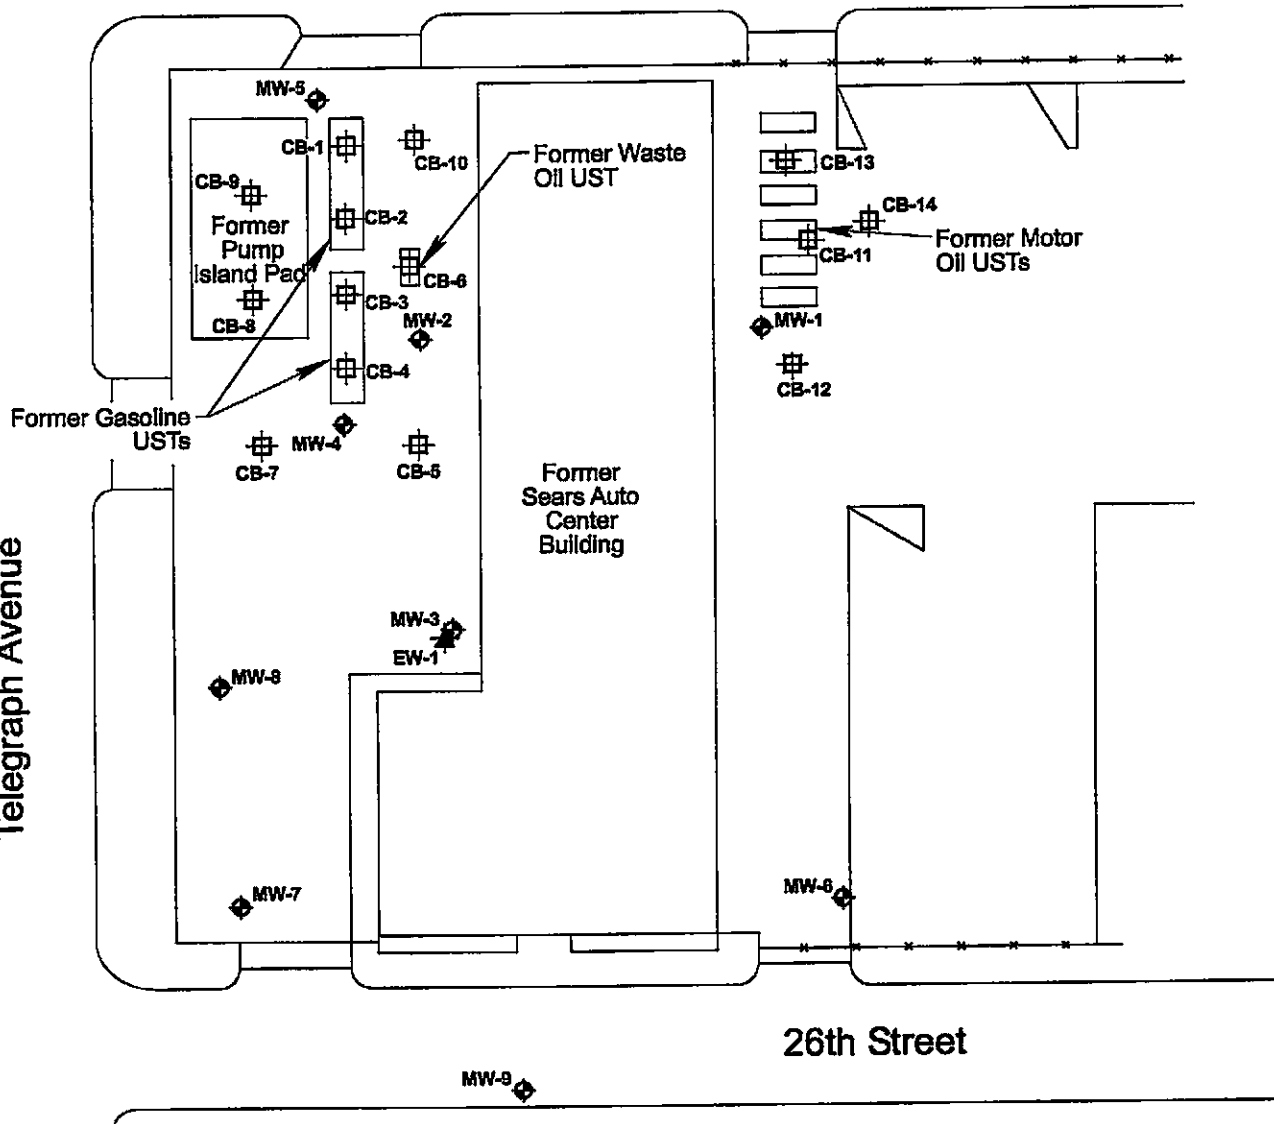 MW-5
CB-1
CB-10
Former Waste
Oil UST
CB-13
CB-9
CB-2
CB-14
Former
Pump
Island Pad
Former Motor
Oil USTs
CB-11
CB-6
CB-3
CB-8
MW-2
MW-1
CB-4
CB-12
Former Gasoline
USTs
MW-4
CB-7
CB-5
Former
Sears Auto
Center
Building
Telegraph Avenue
MW-3
EW-1
MW-8
MW-7
MW-6
26th Street
MW-9